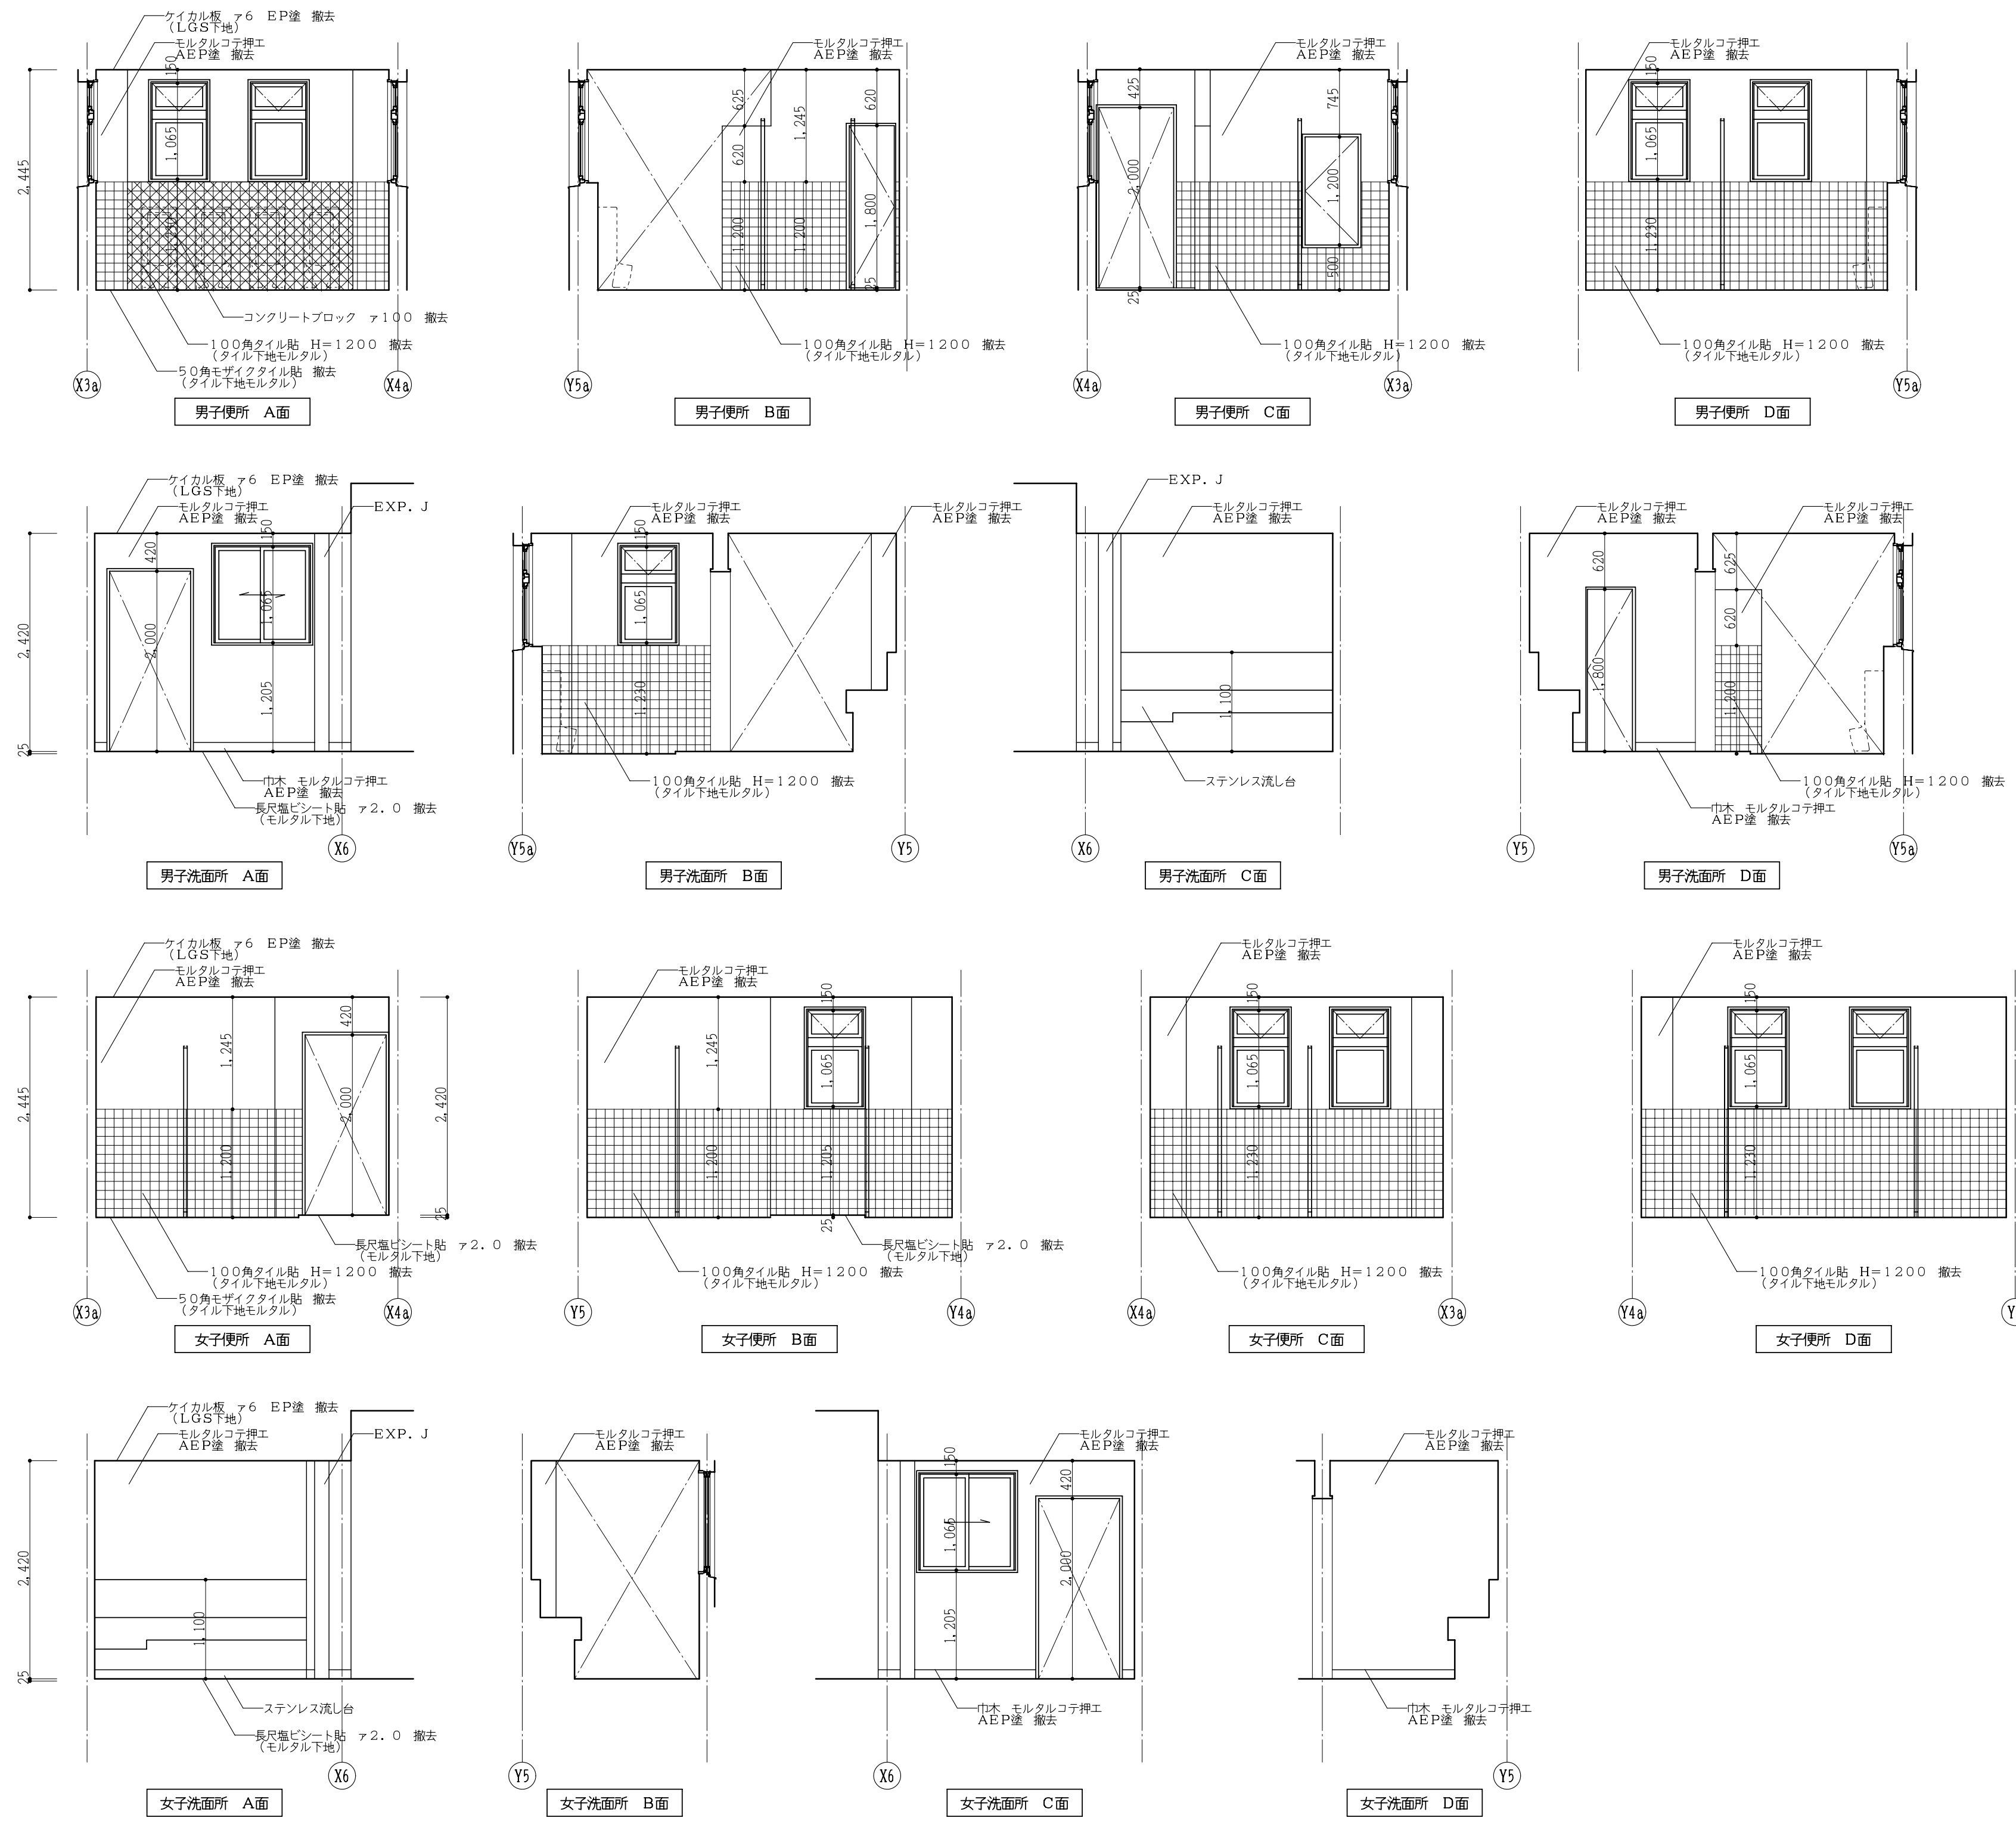 ケイカル板　ァ6　EP塗　撤去
（LGS下地）
モルタルコテ押エ
AEP塗　撤去
2,445
150
1,065
1,230
コンクリートブロック　ァ100　撤去
100角タイル貼　H=1200　撤去
（タイル下地モルタル）
50角モザイクタイル貼　撤去
（タイル下地モルタル）
X3a
X4a
男子便所　A面
モルタルコテ押エ
AEP塗　撤去
625
620
1,200
1,245
1,200
620
1,800
25
100角タイル貼　H=1200　撤去
（タイル下地モルタル）
Y5a
男子便所　B面
モルタルコテ押エ
AEP塗　撤去
425
2,000
25
745
1,200
500
100角タイル貼　H=1200　撤去
（タイル下地モルタル）
X4a
X3a
男子便所　C面
モルタルコテ押エ
AEP塗　撤去
150
1,065
1,230
100角タイル貼　H=1200　撤去
（タイル下地モルタル）
Y5a
男子便所　D面
ケイカル板　ァ6　EP塗　撤去
（LGS下地）
モルタルコテ押エ
AEP塗　撤去
EXP.J
2,420
25
420
2,000
150
1,065
1,205
巾木　モルタルコテ押エ
AEP塗　撤去
長尺塩ビシート貼　ァ2.0　撤去
（モルタル下地）
X6
男子洗面所　A面
モルタルコテ押エ
AEP塗　撤去
モルタルコテ押エ
AEP塗　撤去
150
1,065
1,230
100角タイル貼　H=1200　撤去
（タイル下地モルタル）
Y5a
Y5
男子洗面所　B面
EXP.J
モルタルコテ押エ
AEP塗　撤去
1,100
ステンレス流し台
X6
男子洗面所　C面
モルタルコテ押エ
AEP塗　撤去
モルタルコテ押エ
AEP塗　撤去
620
1,800
625
620
1,200
100角タイル貼　H=1200　撤去
（タイル下地モルタル）
巾木　モルタルコテ押エ
AEP塗　撤去
Y5
Y5a
男子洗面所　D面
ケイカル板　ァ6　EP塗　撤去
（LGS下地）
モルタルコテ押エ
AEP塗　撤去
2,445
1,245
1,200
420
2,000
2,420
25
長尺塩ビシート貼　ァ2.0　撤去
（モルタル下地）
100角タイル貼　H=1200　撤去
（タイル下地モルタル）
50角モザイクタイル貼　撤去
（タイル下地モルタル）
X3a
X4a
女子便所　A面
モルタルコテ押エ
AEP塗　撤去
1,245
1,200
150
1,065
1,205
25
長尺塩ビシート貼　ァ2.0　撤去
（モルタル下地）
100角タイル貼　H=1200　撤去
（タイル下地モルタル）
Y5
Y4a
女子便所　B面
モルタルコテ押エ
AEP塗　撤去
150
1,065
1,230
100角タイル貼　H=1200　撤去
（タイル下地モルタル）
X4a
X3a
女子便所　C面
モルタルコテ押エ
AEP塗　撤去
150
1,065
1,230
100角タイル貼　H=1200　撤去
（タイル下地モルタル）
Y4a
Y
女子便所　D面
ケイカル板　ァ6　EP塗　撤去
（LGS下地）
モルタルコテ押エ
AEP塗　撤去
EXP.J
2,420
25
1,100
ステンレス流し台
長尺塩ビシート貼　ァ2.0　撤去
（モルタル下地）
X6
女子洗面所　A面
モルタルコテ押エ
AEP塗　撤去
Y5
女子洗面所　B面
モルタルコテ押エ
AEP塗　撤去
150
1,065
1,205
420
2,000
巾木　モルタルコテ押エ
AEP塗　撤去
X6
女子洗面所　C面
モルタルコテ押エ
AEP塗　撤去
巾木　モルタルコテ押エ
AEP塗　撤去
Y5
女子洗面所　D面